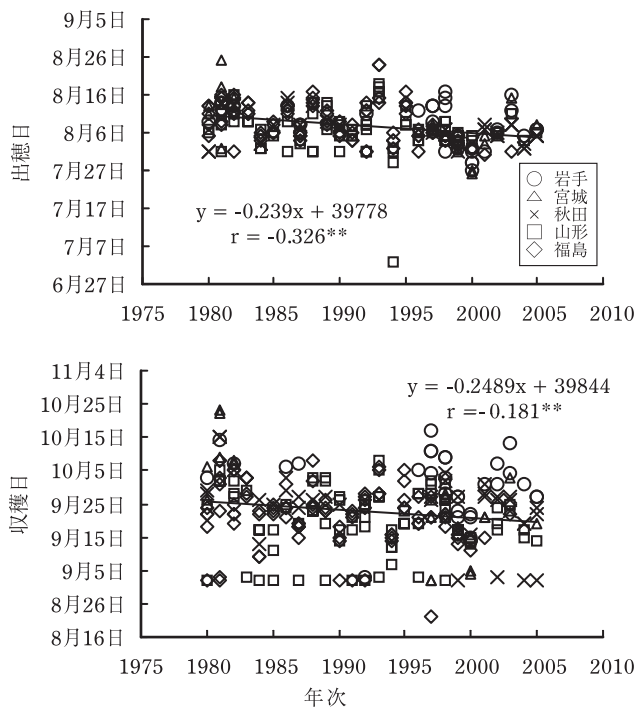 9月5日
8月26日
8月16日
8月6日
7月27日
7月17日
7月7日
6月27日
出穂日
y = -0.239x + 39778
r = -0.326**
岩手
宮城
秋田
山形
福島
1975 1980 1985 1990 1995 2000 2005 2010
11月4日
10月25日
10月15日
10月5日
9月25日
9月15日
9月5日
8月26日
8月16日
収穫日
y = -0.2489x + 39844
r =-0.181**
1975 1980 1985 1990 1995 2000 2005 2010
年次